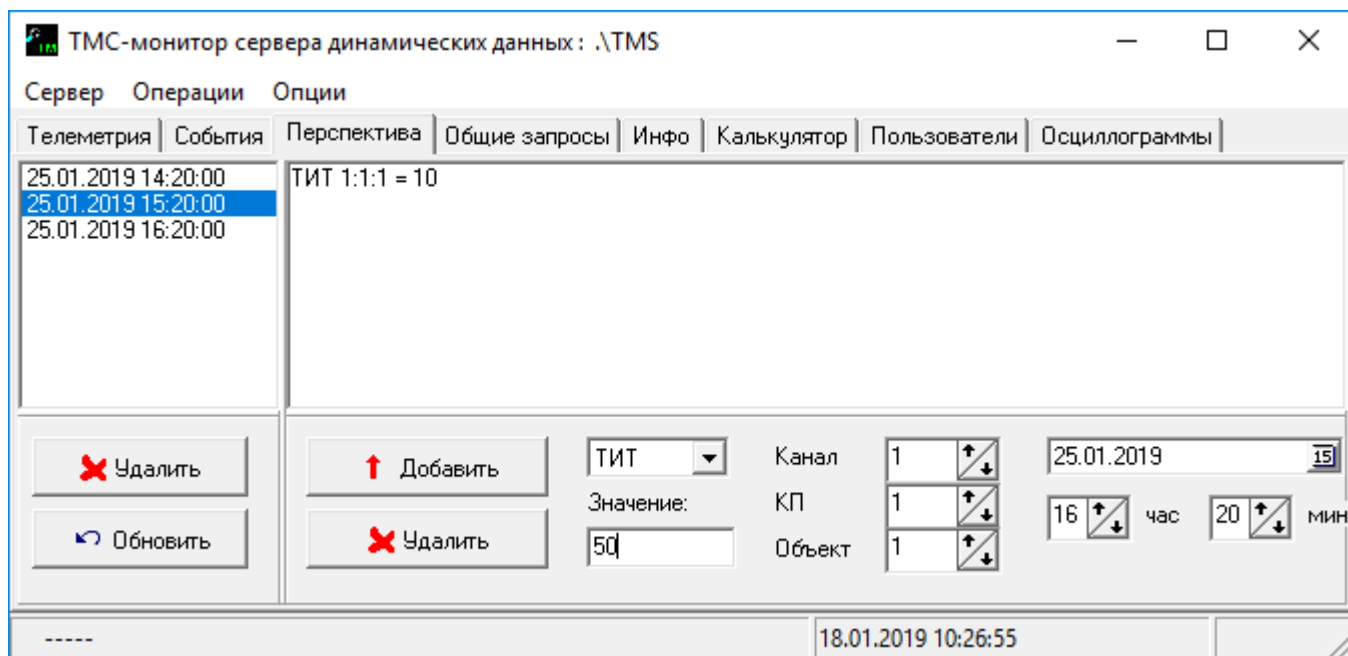 ТМС-монитор сервера динамических данных : .\TMS
Сервер Операции Опции
Телеметрия События Перспектива Общие запросы Инфо Калькулятор Пользователи Осциллограммы
25.01.2019 14:20:00
25.01.2019 15:20:00
25.01.2019 16:20:00
ТИТ 1:1:1 = 10
Удалить
Обновить
Добавить
Удалить
ТИТ
Значение:
50
Канал 1
КП 1
Объект 1
25.01.2019 15
16 час 20 мин
----- 18.01.2019 10:26:55